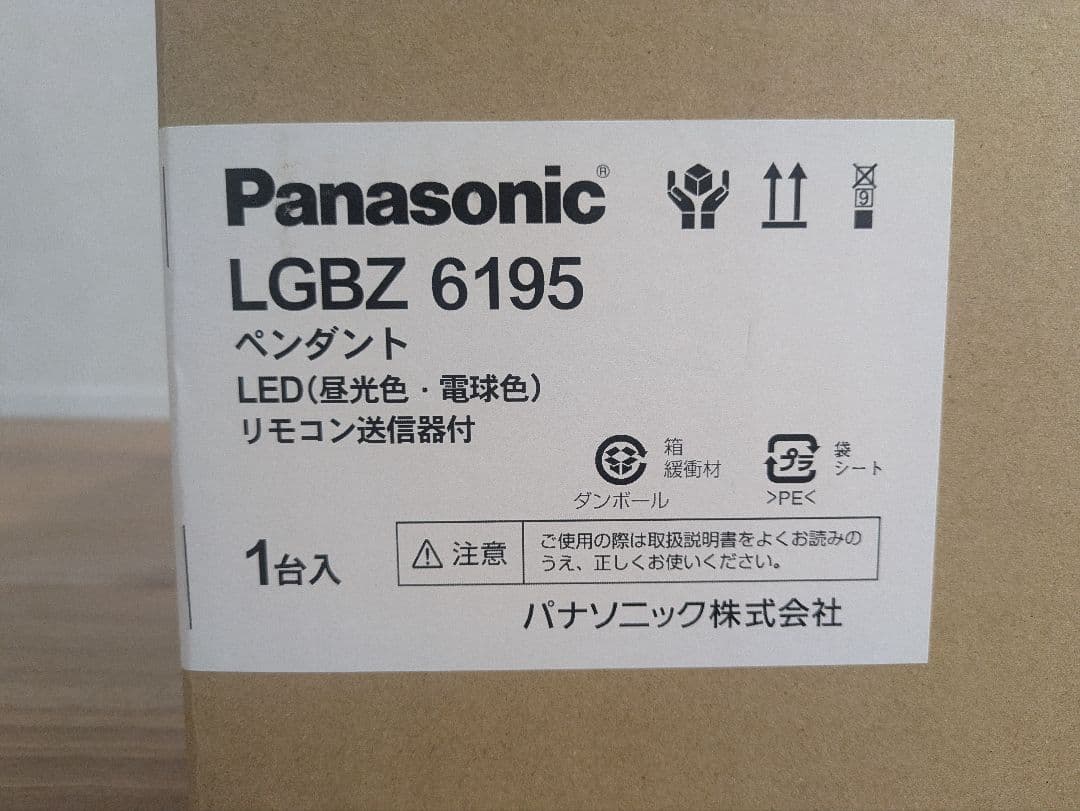 Panasonic®
9
LGBZ 6195
ペンダント
LED(昼光色・電球色)
リモコン送信器付
箱
緩衝材
ダンボール
プラ
袋
シート
>PE<
1台入
注意
ご使用の際は取扱説明書をよくお読みの
うえ、正しくお使いください。
パナソニック株式会社